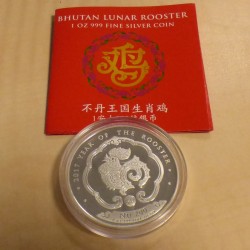 BHUTAN LUNAR ROOSTER
1 OZ 999 FINE SILVER COIN
鸡
不丹王国生肖鸡
2017 YEAR OF THE ROOSTER